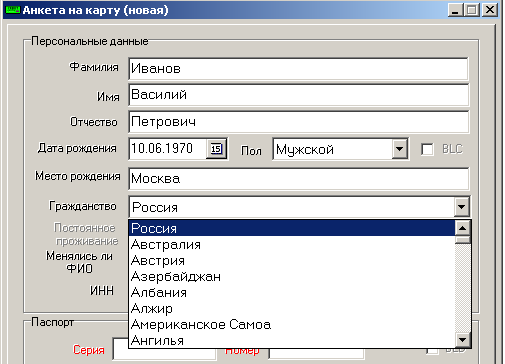 Анкета на карту (новая)
Персональные данные
Фамилия Иванов
Имя Василий
Отчество Петрович
Дата рождения 10.06.1970 15 Пол Мужской BLC
Место рождения Москва
Гражданство Россия
Постоянное проживание Россия
Австралия
Менялись ли ФИО Австрия
Азербайджан
ИНН Албания
Алжир
Паспорт Американское Самоа
Серия Номер Ангилья